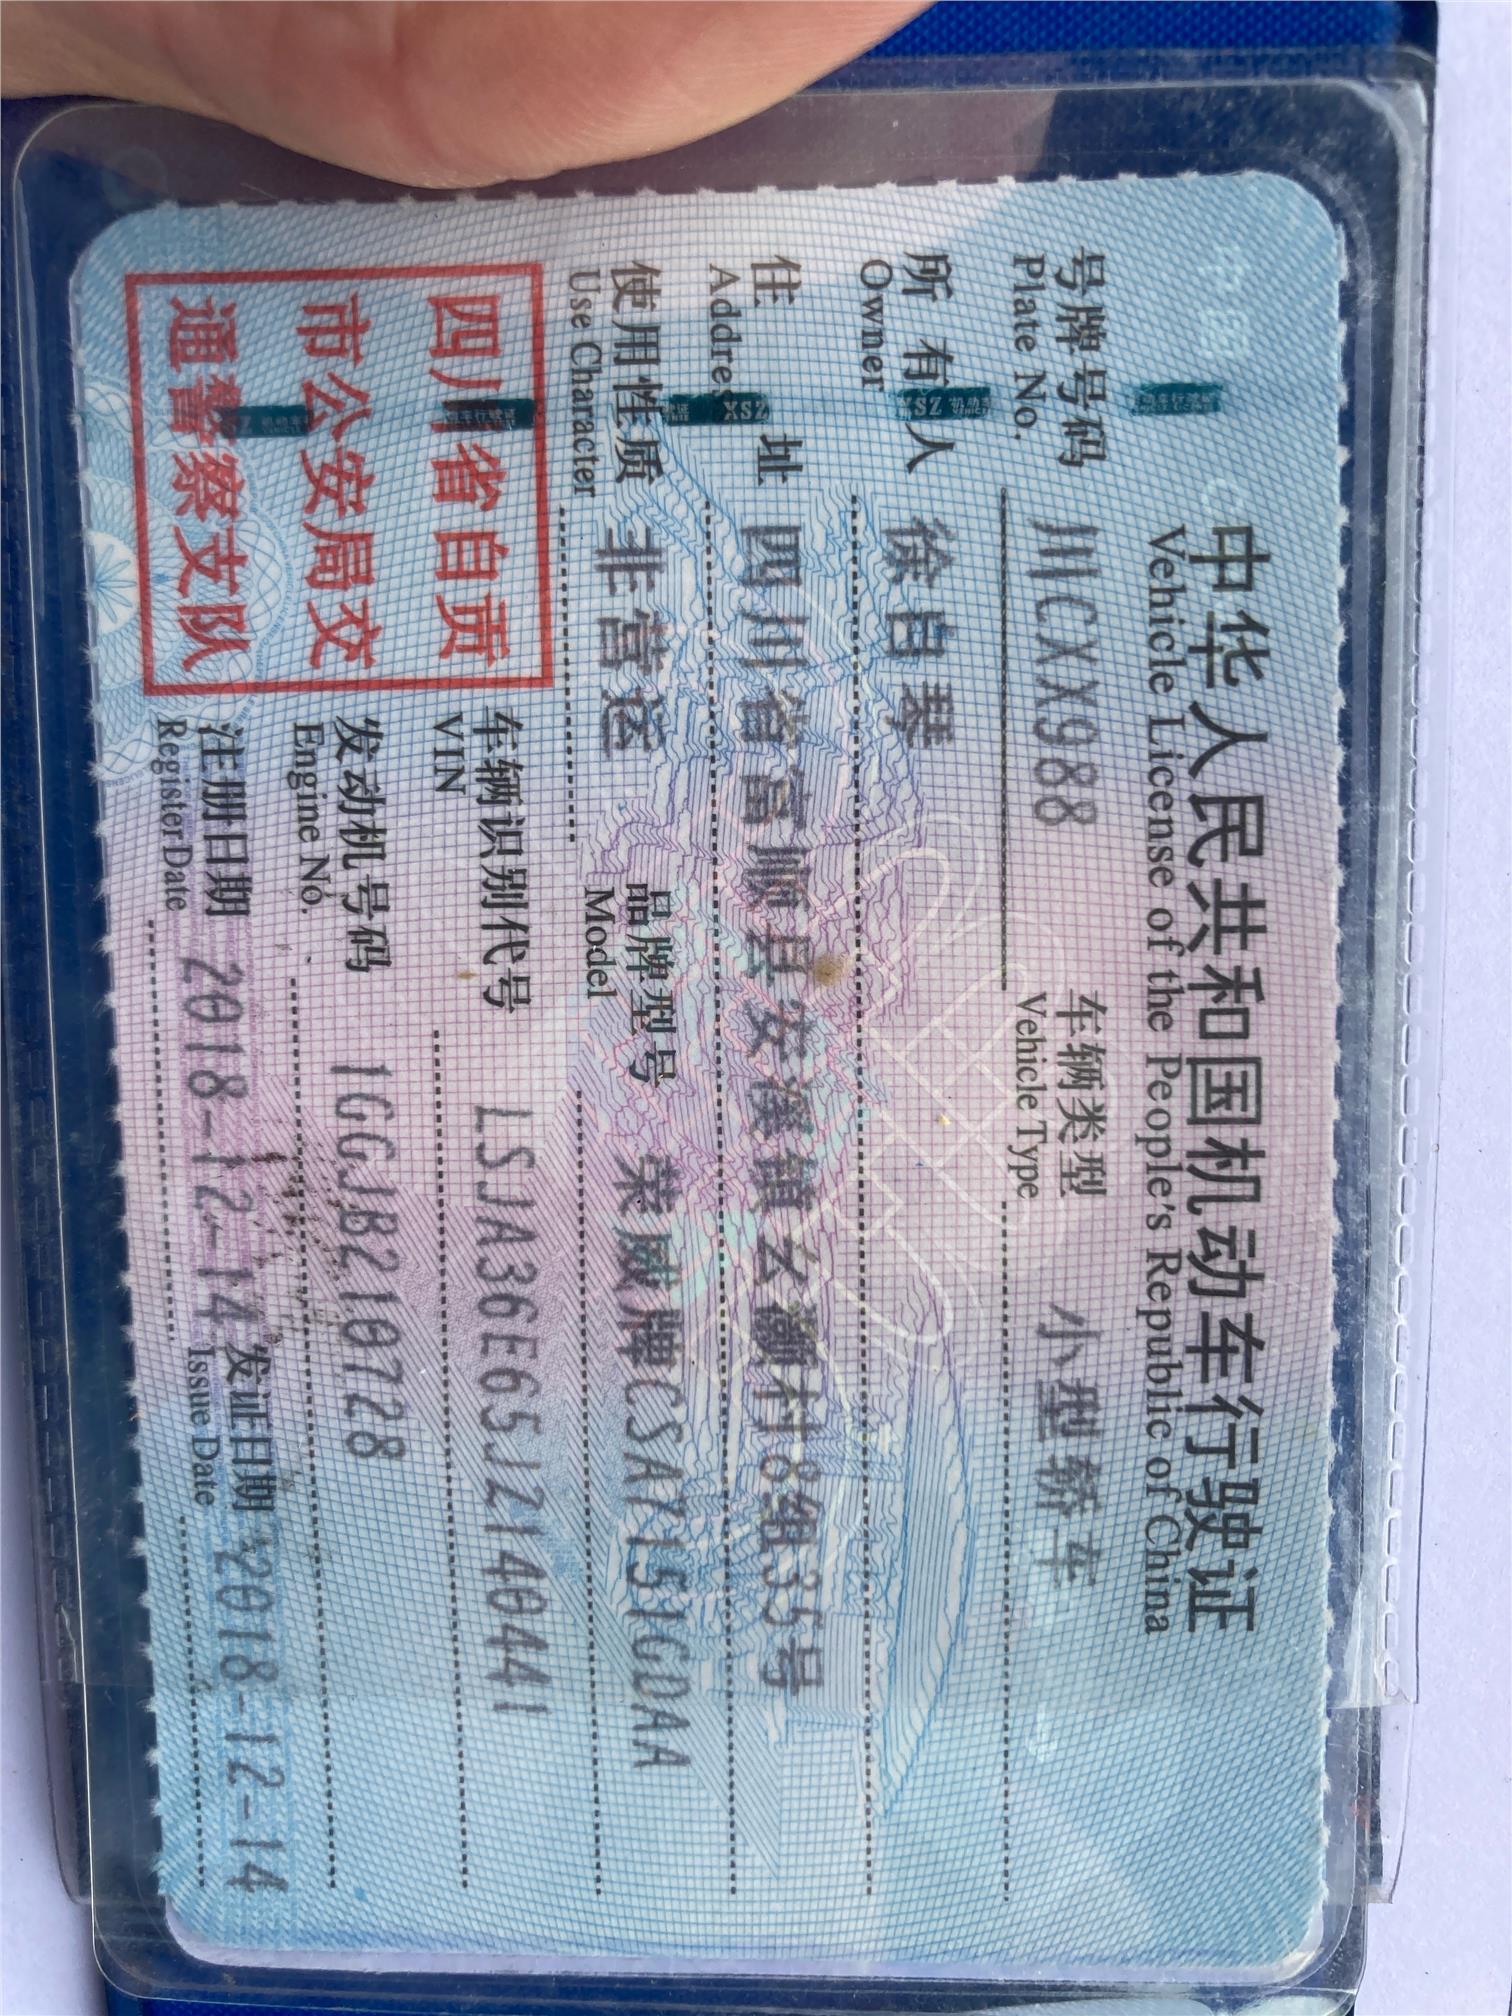 中华人民共和国机动车行驶证
Vehicle License of the People's Republic of China
号牌号码 川CXX988 车辆类型 小型轿车
Plate No. Vehicle Type
所有人 徐自琴
Owner
住址 四川省富顺县安溪镇玄灏村8组35号
Address
使用性质 非营运 品牌型号 荣威牌CSA7151GDAA
Use Character Model
四川省自贡
市公安局交
通警察支队
车辆识别代号 LSJA36E65JZ140441
VIN
发动机号码 1GCJB210728
Engine No.
注册日期 2018-12-14 发证日期 2018-12-14
Register Date Issue Date